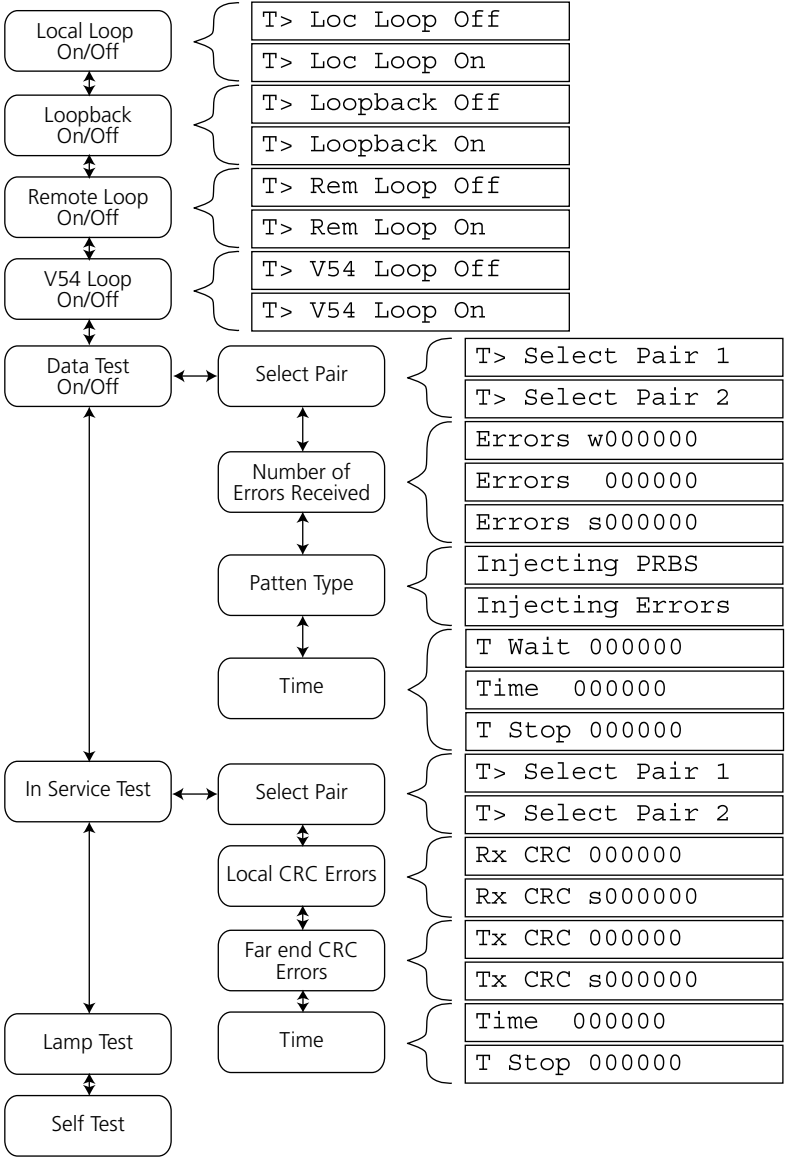 Local Loop
On/Off
T> Loc Loop Off
T> Loc Loop On
Loopback
On/Off
T> Loopback Off
T> Loopback On
Remote Loop
On/Off
T> Rem Loop Off
T> Rem Loop On
V54 Loop
On/Off
T> V54 Loop Off
T> V54 Loop On
Data Test
On/Off
Select Pair
T> Select Pair 1
T> Select Pair 2
Number of
Errors Received
Errors w000000
Errors  000000
Errors s000000
Patten Type
Injecting PRBS
Injecting Errors
Time
T Wait 000000
Time  000000
T Stop 000000
In Service Test
Select Pair
T> Select Pair 1
T> Select Pair 2
Local CRC Errors
Rx CRC 000000
Rx CRC s000000
Far end CRC
Errors
Tx CRC 000000
Tx CRC s000000
Lamp Test
Time
Time  000000
T Stop 000000
Self Test